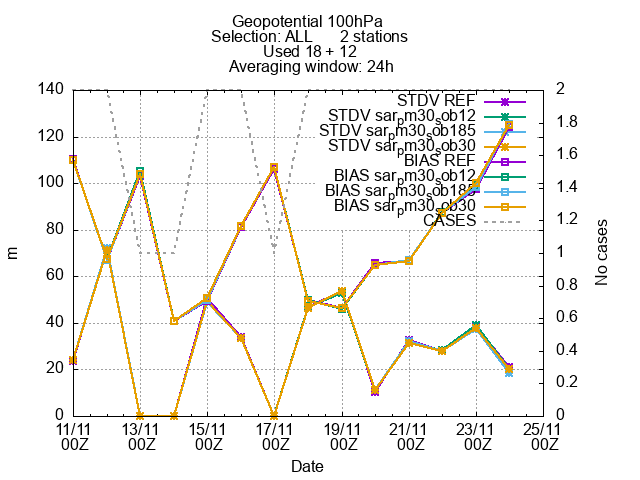 Geopotential 100hPa
Selection: ALL 2 stations
Used 18 + 12
Averaging window: 24h
140
120
100
80
60
40
20
0
m
2
1.8
1.6
1.4
1.2
1
0.8
0.6
0.4
0.2
0
No cases
STDV REF
STDV sar_pm30_sob12
STDV sar_pm30_sob185
STDV sar_pm30_sob30
BIAS REF
BIAS sar_pm30_sob12
BIAS sar_pm30_sob185
BIAS sar_pm30_sob30
CASES
11/11 13/11 15/11 17/11 19/11 21/11 23/11 25/11
00Z 00Z 00Z 00Z 00Z 00Z 00Z 00Z
Date